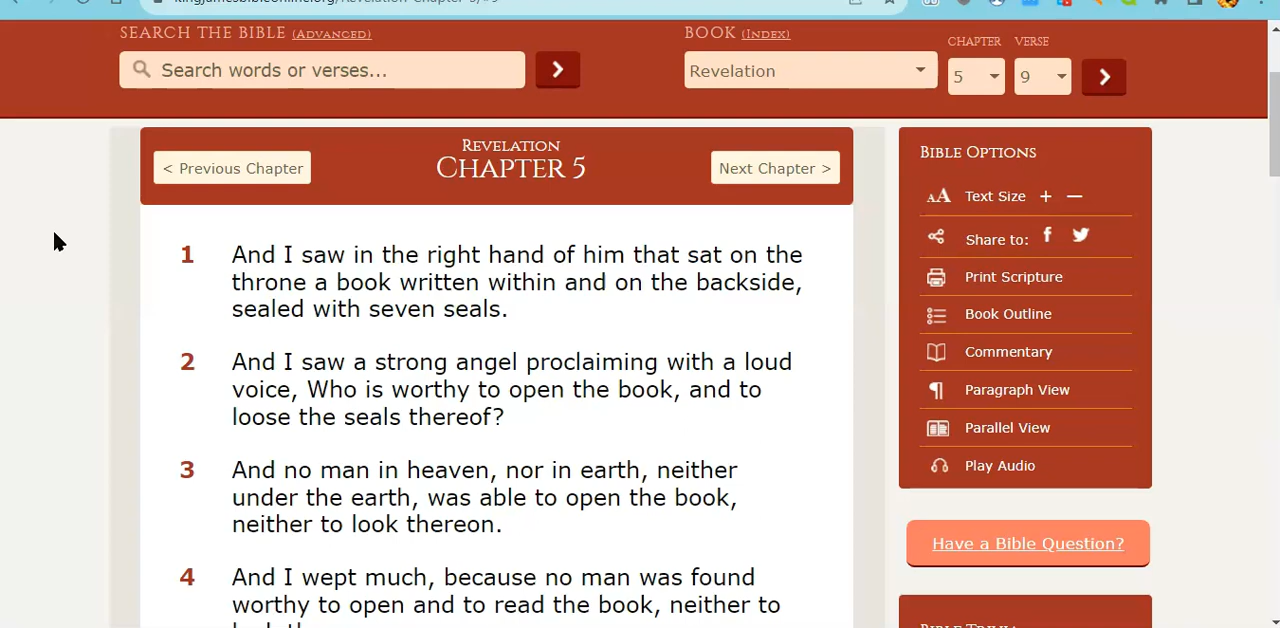 SEARCH THE BIBLE (ADVANCED)
BOOK (INDEX)
CHAPTER VERSE
Search words or verses...
Revelation
5
9
REVELATION
CHAPTER 5
< Previous Chapter
Next Chapter >
1 And I saw in the right hand of him that sat on the
throne a book written within and on the backside,
sealed with seven seals.
2 And I saw a strong angel proclaiming with a loud
voice, Who is worthy to open the book, and to
loose the seals thereof?
3 And no man in heaven, nor in earth, neither
under the earth, was able to open the book,
neither to look thereon.
4 And I wept much, because no man was found
worthy to open and to read the book, neither to
BIBLE OPTIONS
AA Text Size + −
Share to: f
Print Scripture
Book Outline
Commentary
¶ Paragraph View
Parallel View
Play Audio
Have a Bible Question?